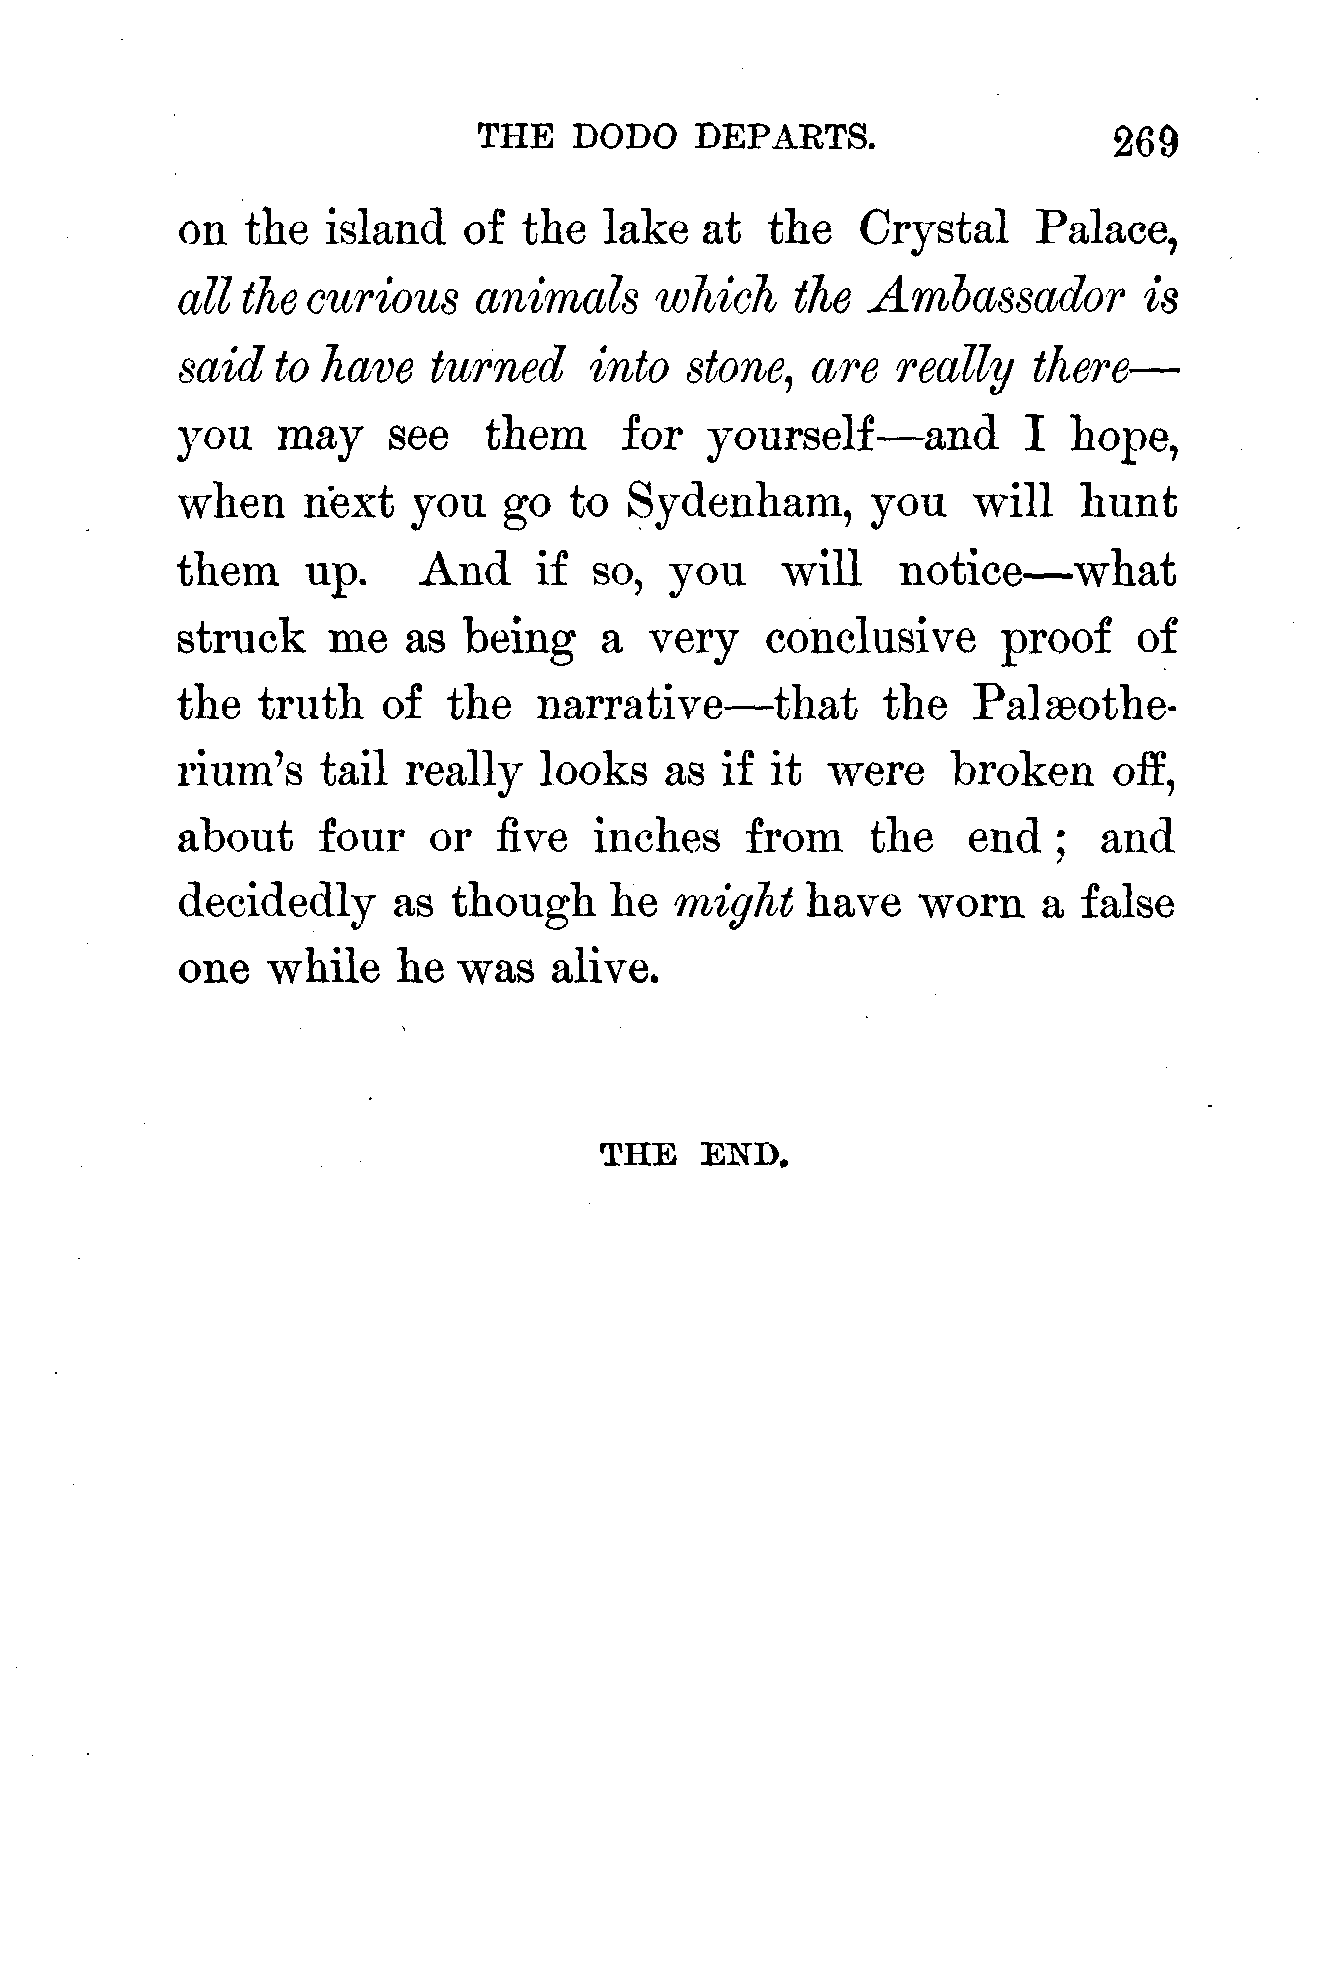 THE DODO DEPARTS. 269
on the island of the lake at the Crystal Palace,
all the curious animals which the Ambassador is
said to have turned into stone, are really there—
you may see them for yourself—and I hope,
when next you go to Sydenham, you will hunt
them up. And if so, you will notice—what
struck me as being a very conclusive proof of
the truth of the narrative—that the Palæothe-
rium's tail really looks as if it were broken off,
about four or five inches from the end ; and
decidedly as though he might have worn a false
one while he was alive.
THE END.